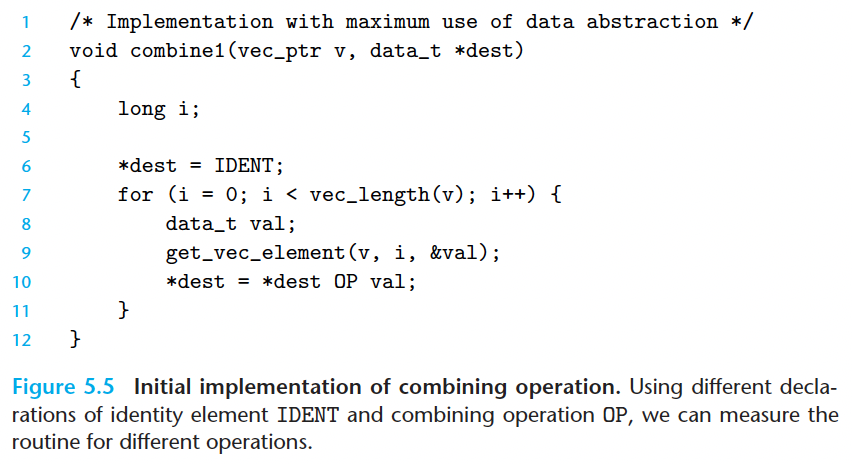 1 /* Implementation with maximum use of data abstraction */
2 void combine1(vec_ptr v, data_t *dest)
3 {
4     long i;
5
6     *dest = IDENT;
7     for (i = 0; i < vec_length(v); i++) {
8         data_t val;
9         get_vec_element(v, i, &val);
10         *dest = *dest OP val;
11     }
12 }
Figure 5.5 Initial implementation of combining operation. Using different decla-
rations of identity element IDENT and combining operation OP, we can measure the
routine for different operations.